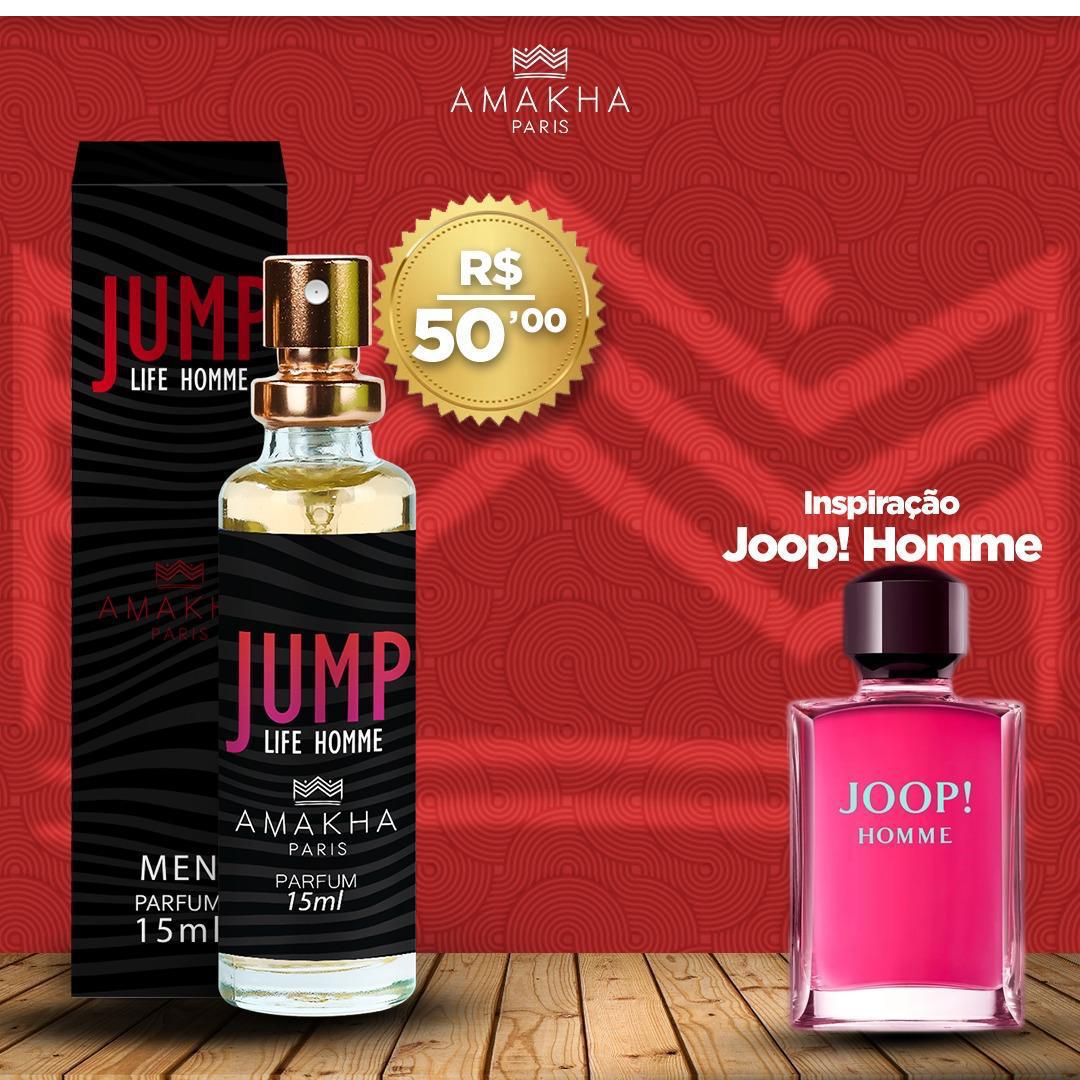 AMAKHA
PARIS
JUMP
LIFE HOMME
AMAKH
PARIS
MEN
PARFUM
15ml
R$
50,00
JUMP
LIFE HOMME
AMAKHA
PARIS
PARFUM
15ml
Inspiração
Joop! Homme
JOOP!
HOMME